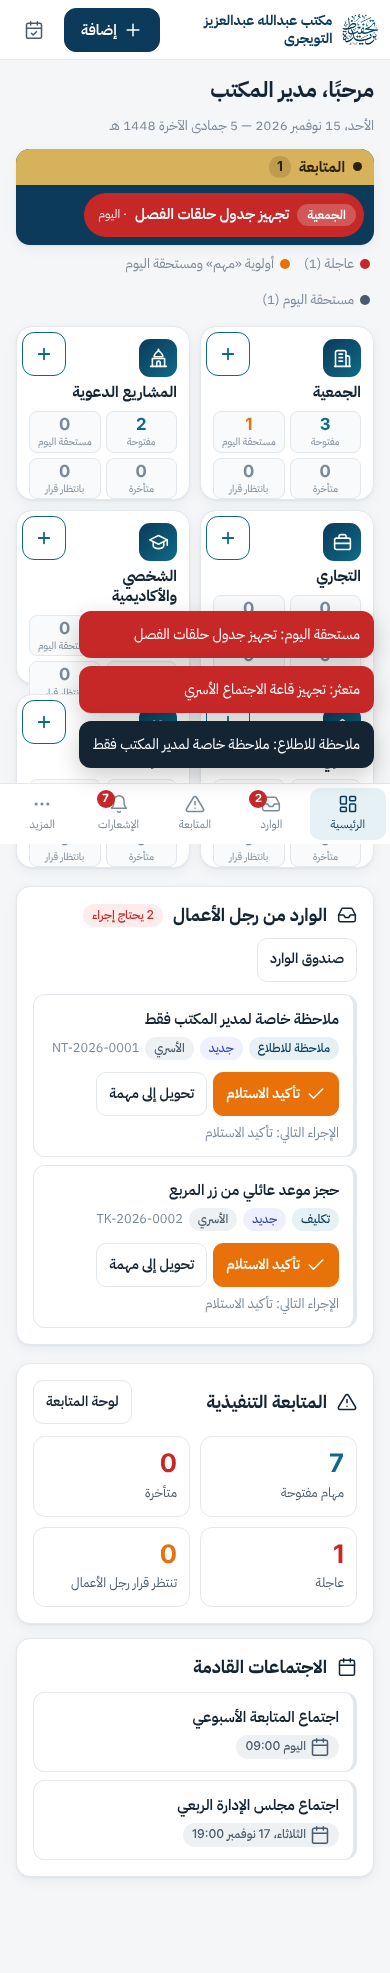 مكتب عبدالله عبدالعزيز
التويجري
إضافة
مرحبًا، مدير المكتب
الأحد، 15 نوفمبر 2026 — 5 جمادى الآخرة 1448 هـ
المتابعة 1
الجمعية تجهيز جدول حلقات الفصل · اليوم
عاجلة (1) أولوية «مهم» ومستحقة اليوم
مستحقة اليوم (1)
الجمعية
3 1
مفتوحة مستحقة اليوم
0 0
متأخرة بانتظار قرار
المشاريع الدعوية
2 0
مفتوحة مستحقة اليوم
0 0
متأخرة بانتظار قرار
التجاري
الشخصي
والأكاديمية
0
0
مستحقة اليوم: تجهيز جدول حلقات الفصل
متعثر: تجهيز قاعة الاجتماع الأسري
ملاحظة للاطلاع: ملاحظة خاصة لمدير المكتب فقط
الرئيسية
2 الوارد
المتابعة
7 الإشعارات
المزيد
متأخرة بانتظار قرار
متأخرة بانتظار قرار
الوارد من رجل الأعمال 2 يحتاج إجراء
صندوق الوارد
ملاحظة خاصة لمدير المكتب فقط
ملاحظة للاطلاع جديد الأسري NT-2026-0001
تأكيد الاستلام تحويل إلى مهمة
الإجراء التالي: تأكيد الاستلام
حجز موعد عائلي من زر المربع
تكليف جديد الأسري TK-2026-0002
تأكيد الاستلام تحويل إلى مهمة
الإجراء التالي: تأكيد الاستلام
المتابعة التنفيذية لوحة المتابعة
7 0
مهام مفتوحة متأخرة
1 0
عاجلة تنتظر قرار رجل الأعمال
الاجتماعات القادمة
اجتماع المتابعة الأسبوعي
اليوم 09:00
اجتماع مجلس الإدارة الربعي
الثلاثاء، 17 نوفمبر 19:00